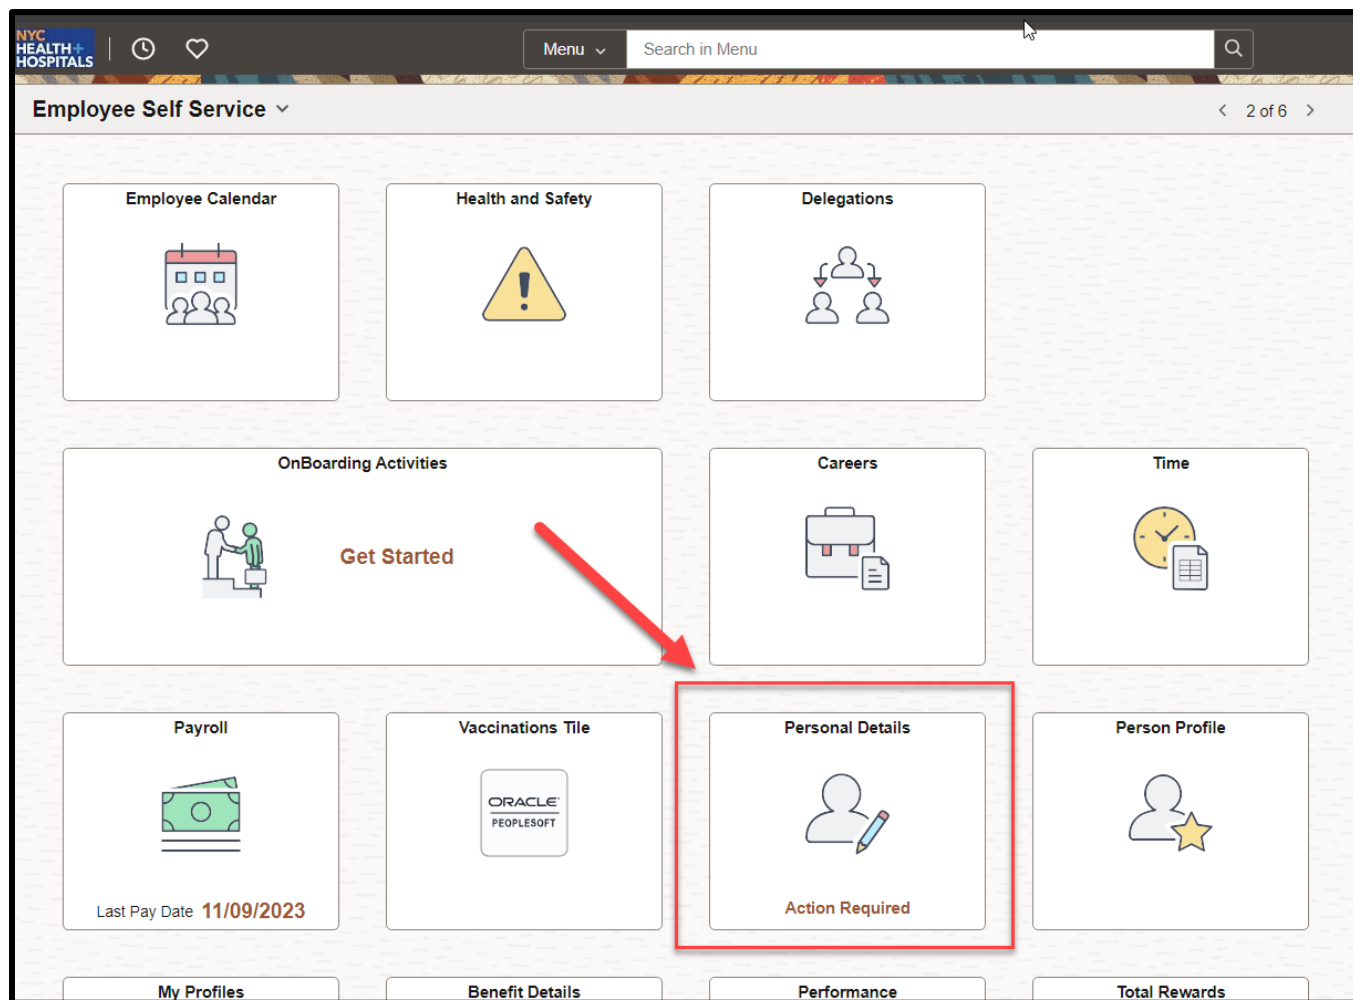 NYC
HEALTH+
HOSPITALS
Menu
Search in Menu
Employee Self Service
2 of 6
Employee Calendar
Health and Safety
Delegations
OnBoarding Activities
Get Started
Careers
Time
Payroll
Last Pay Date 11/09/2023
Vaccinations Tile
ORACLE
PEOPLESOFT
Personal Details
Action Required
Person Profile
My Profiles
Benefit Details
Performance
Total Rewards